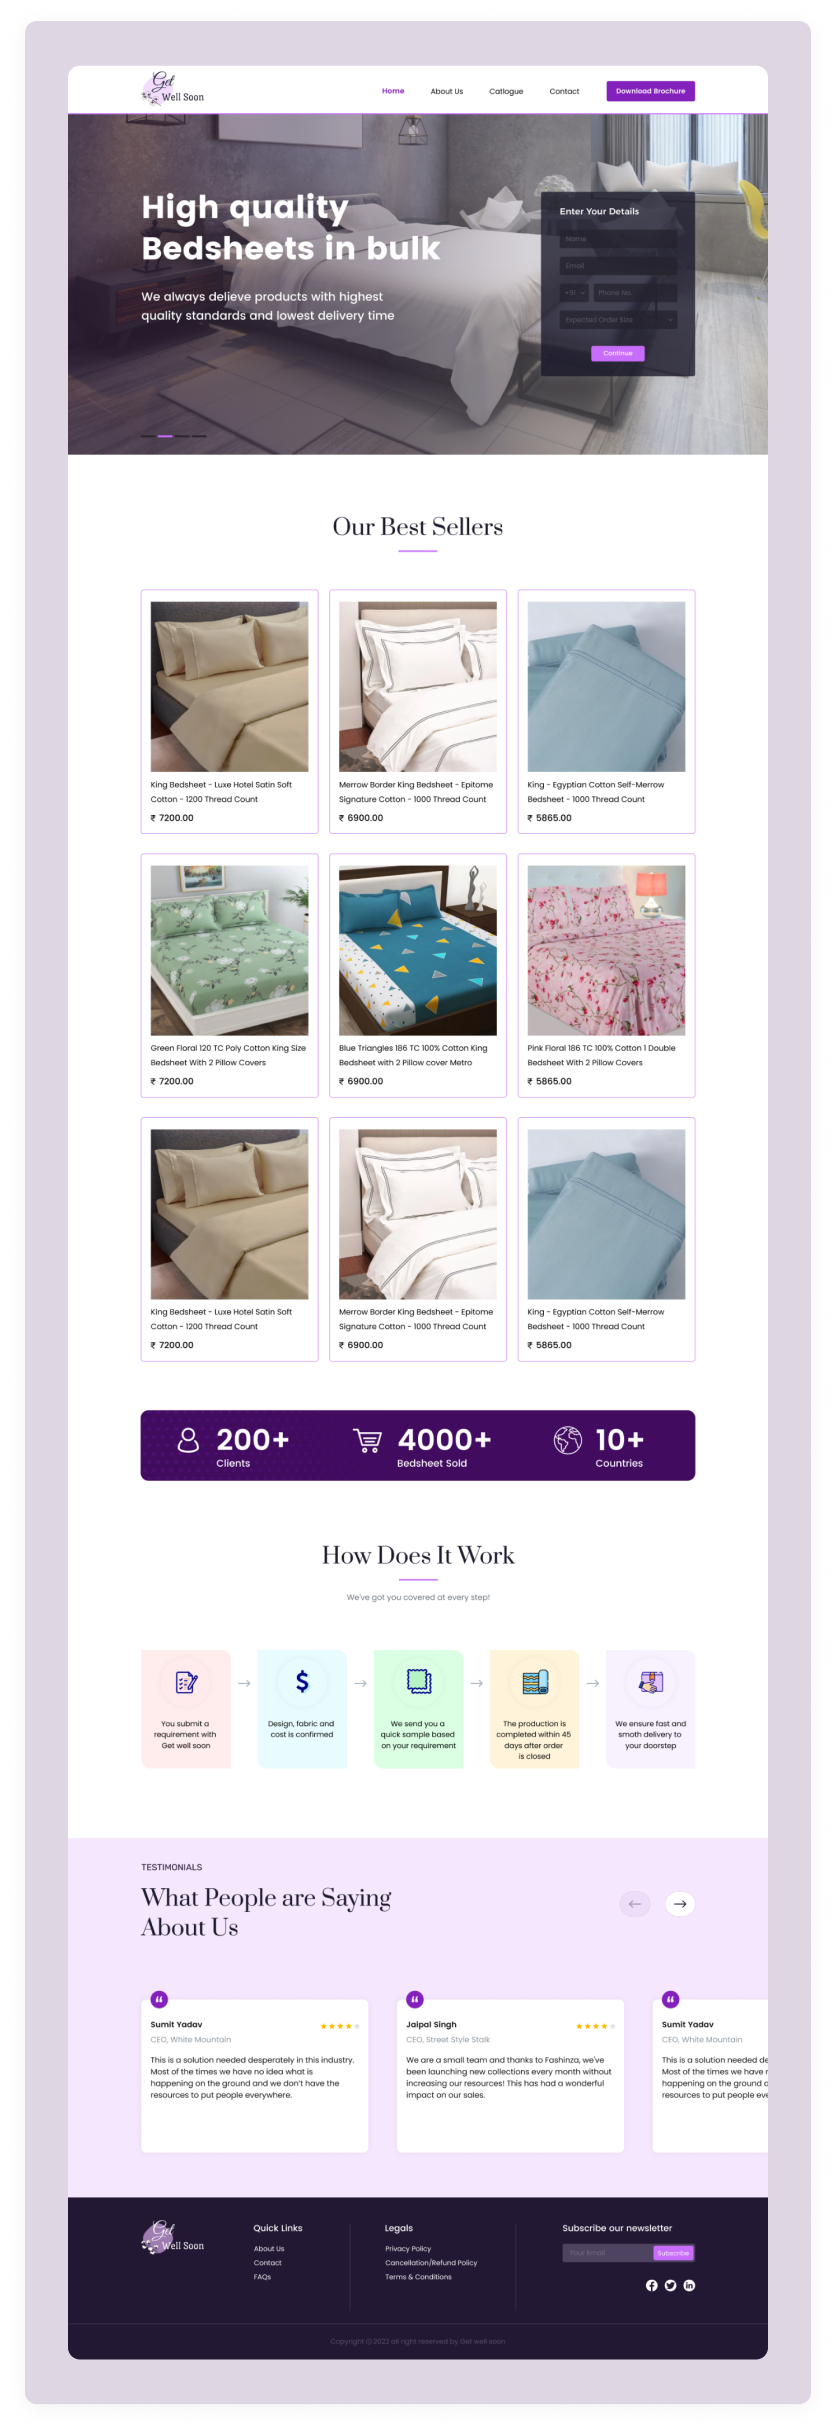 Get
Well Soon
Home
About Us
Catlogue
Contact
Download Brochure
High quality
Bedsheets in bulk
We always delieve products with highest
quality standards and lowest delivery time
Enter Your Details
Name
Email
+91
Phone No.
Expected Order Size
Continue
Our Best Sellers
King Bedsheet - Luxe Hotel Satin Soft
Cotton - 1200 Thread Count
₹ 7200.00
Merrow Border King Bedsheet - Epitome
Signature Cotton - 1000 Thread Count
₹ 6900.00
King - Egyptian Cotton Self-Merrow
Bedsheet - 1000 Thread Count
₹ 5865.00
Green Floral 120 TC Poly Cotton King Size
Bedsheet With 2 Pillow Covers
₹ 7200.00
Blue Triangles 186 TC 100% Cotton King
Bedsheet with 2 Pillow cover Metro
₹ 6900.00
Pink Floral 186 TC 100% Cotton 1 Double
Bedsheet With 2 Pillow Covers
₹ 5865.00
King Bedsheet - Luxe Hotel Satin Soft
Cotton - 1200 Thread Count
₹ 7200.00
Merrow Border King Bedsheet - Epitome
Signature Cotton - 1000 Thread Count
₹ 6900.00
King - Egyptian Cotton Self-Merrow
Bedsheet - 1000 Thread Count
₹ 5865.00
200+
Clients
4000+
Bedsheet Sold
10+
Countries
How Does It Work
We've got you covered at every step!
You submit a
requirement with
Get well soon
Design, fabric and
cost is confirmed
We send you a
quick sample based
on your requirement
The production is
completed within 45
days after order
is closed
We ensure fast and
smoth delivery to
your doorstep
TESTIMONIALS
What People are Saying
About Us
Sumit Yadav
CEO, White Mountain
This is a solution needed desperately in this industry.
Most of the times we have no idea what is
happening on the ground and we don't have the
resources to put people everywhere.
Jaipal Singh
CEO, Street Style Stalk
We are a small team and thanks to Fashinza, we've
been launching new collections every month without
increasing our resources! This has had a wonderful
impact on our sales.
Sumit Yadav
CEO, White Mountain
This is a solution needed de
Most of the times we have r
happening on the ground a
resources to put people eve
Get
Well Soon
Quick Links
About Us
Contact
FAQs
Legals
Privacy Policy
Cancellation/Refund Policy
Terms & Conditions
Subscribe our newsletter
Your Email
Subscribe
Copyright © 2022 all right reserved by Get well soon